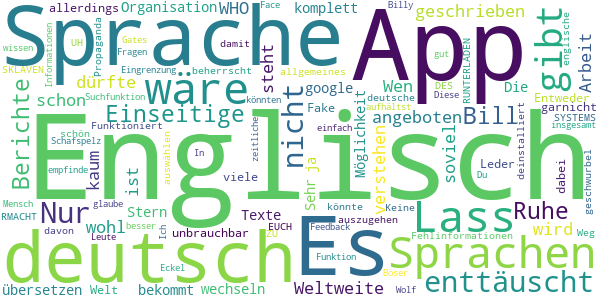 allerdings Organisation WHO Face Billy komplett geschrieben
Sprache App gibt
wissen Informationen UH Propaganda Gates Fragen damit Eingrenzung beherrscht steht allgemeines RUNTERLADEN gut DES Die Diese Entweder englische Arbeit
SKLAVEN Suchfunktion dürfte google Wen
Berichte schon wäre nicht Fake Möglichkeit deutsche angeboten Bill garnicht SYSTEMS insgesamt
Einseitige könnten aufhältst
Funktioniert zeitliche einfach verstehen soviel deinstalliert
schön kaum auswählen Sehr ja Leder dabei geschwurbel
Schafspelz In Du
Englisch
empfinde ist viele könnte Keine
Mensch Nur wohl Stern Texte auszugehen Lass Ruhe
RMACHT glaube davon besser unbrauchbar EUCH Feedback Fehlinformationen wird Weg
Leute Ich zu Funktion
deutsch Es Sprachen
Eckel Böser
übersetzen Welt bekommt wechseln Weltweite Wolf enttäuscht